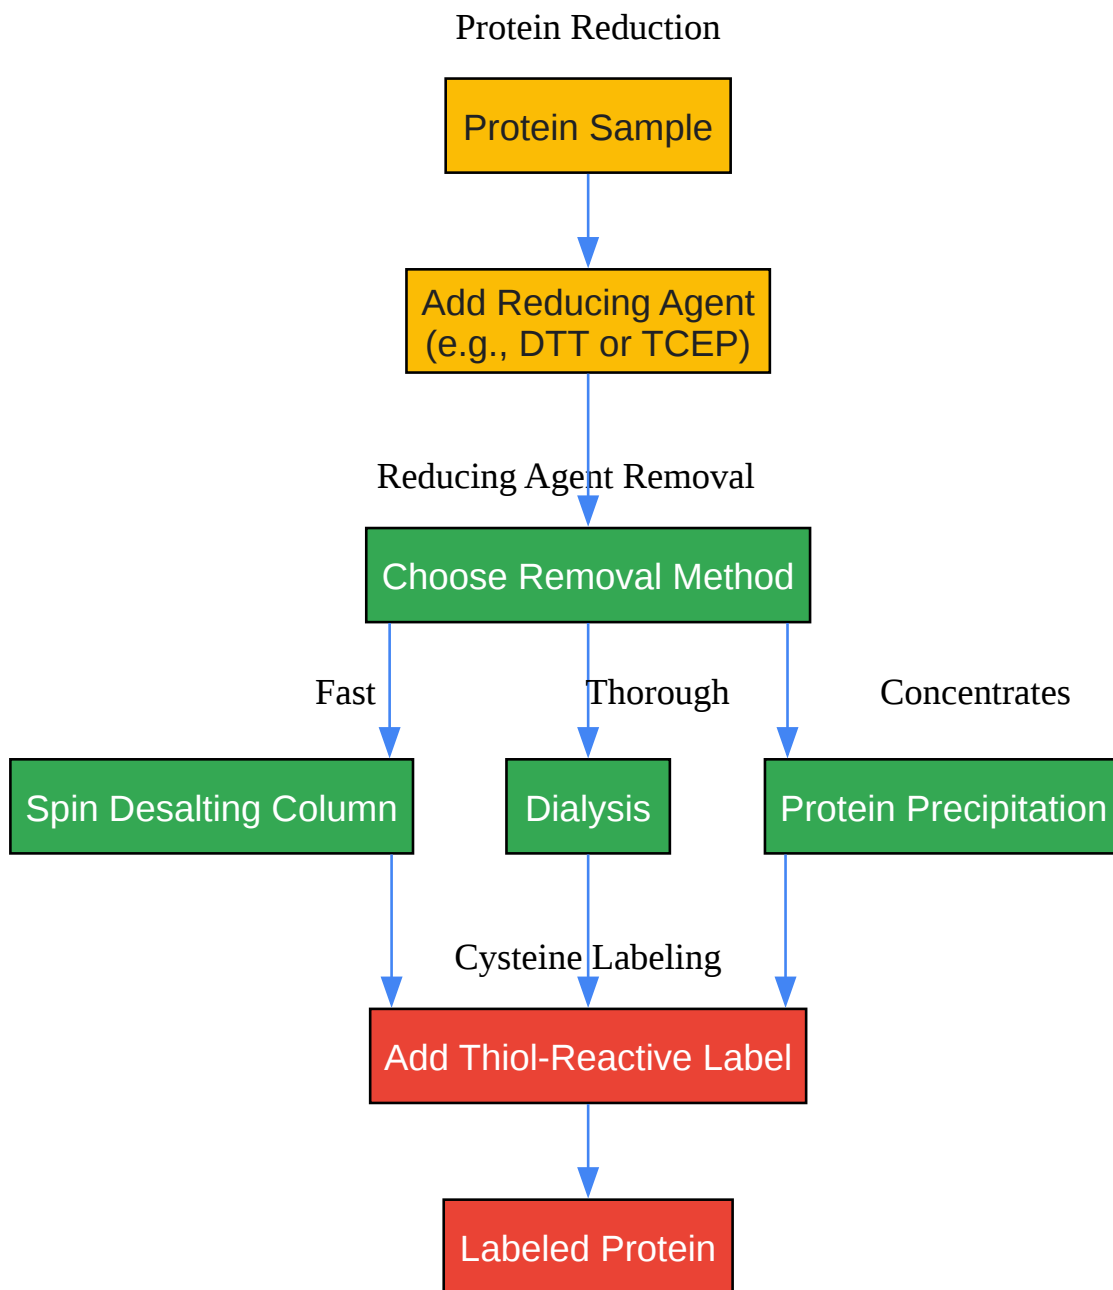 Protein Reduction
Protein Sample
Add Reducing Agent
(e.g., DTT or TCEP)
Reducing Agent Removal
Choose Removal Method
Fast
Thorough
Concentrates
Spin Desalting Column
Dialysis
Protein Precipitation
Cysteine Labeling
Add Thiol-Reactive Label
Labeled Protein